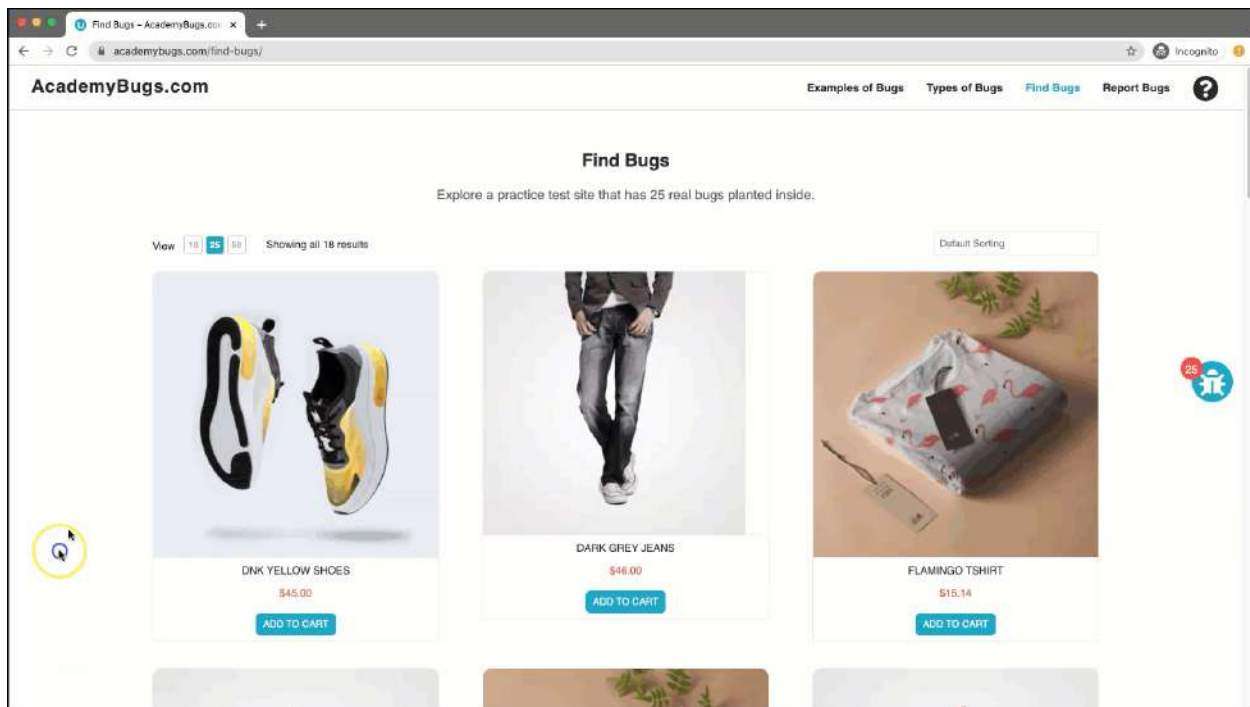 Find Bugs – AcademyBugs.com
academybugs.com/find-bugs/
Incognito
AcademyBugs.com
Examples of Bugs Types of Bugs Find Bugs Report Bugs ?
Find Bugs
Explore a practice test site that has 25 real bugs planted inside.
View 10 25 50 Showing all 18 results
Default Sorting
25
DNK YELLOW SHOES
$45.00
ADD TO CART
DARK GREY JEANS
$46.00
ADD TO CART
FLAMINGO TSHIRT
$15.14
ADD TO CART